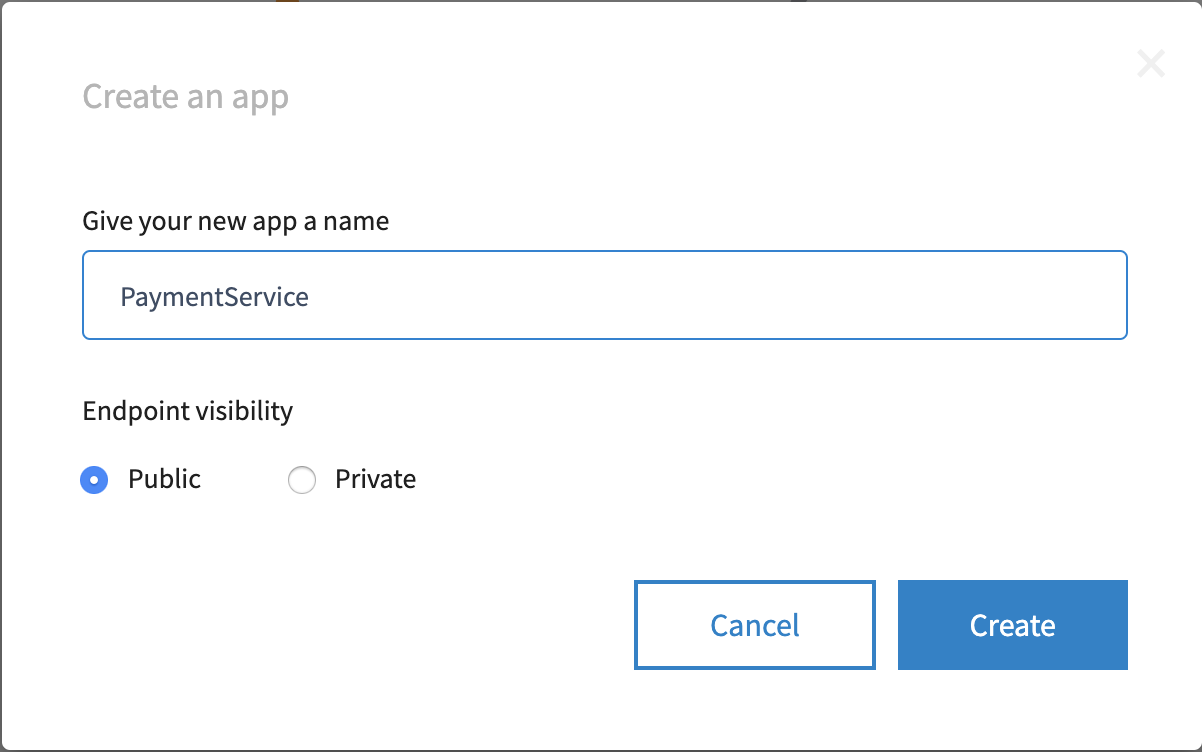 Create an app
Give your new app a name
PaymentService
Endpoint visibility
Public Private
Cancel Create